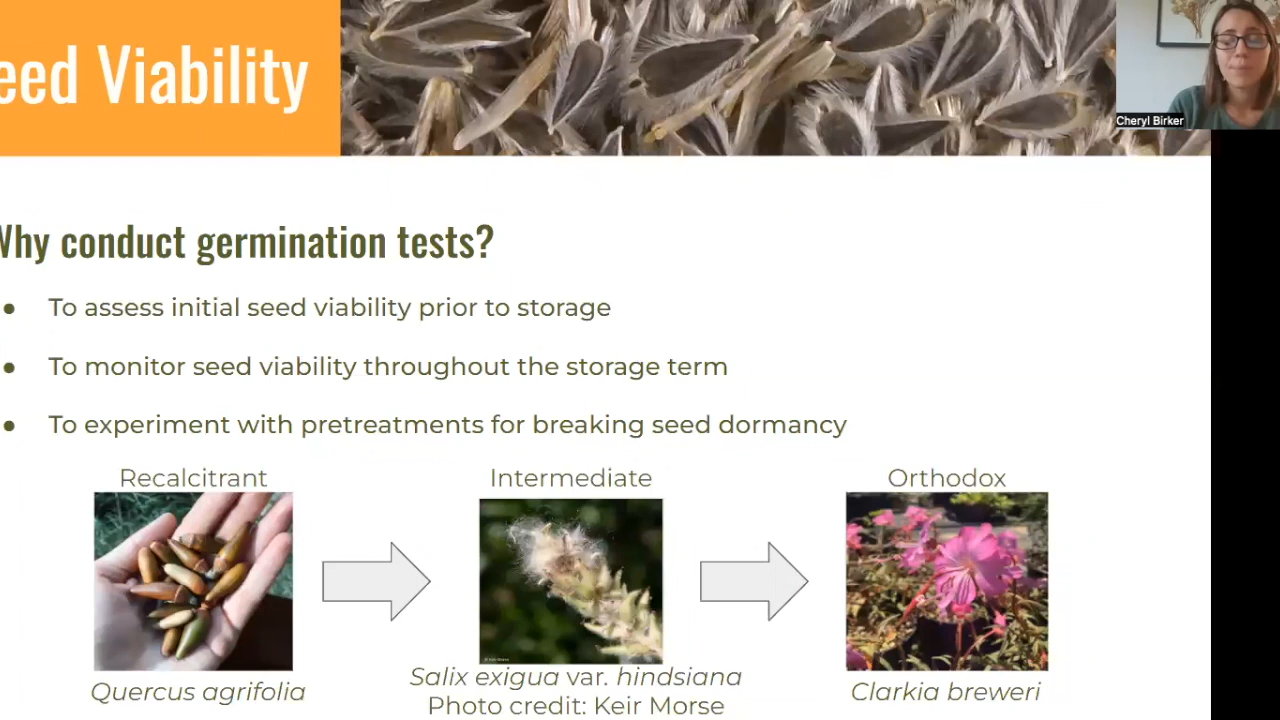 eed Viability
Cheryl Birker
Why conduct germination tests?
● To assess initial seed viability prior to storage
● To monitor seed viability throughout the storage term
● To experiment with pretreatments for breaking seed dormancy
Recalcitrant
Intermediate
Orthodox
Quercus agrifolia
Salix exigua var. hindsiana
Photo credit: Keir Morse
Clarkia breweri